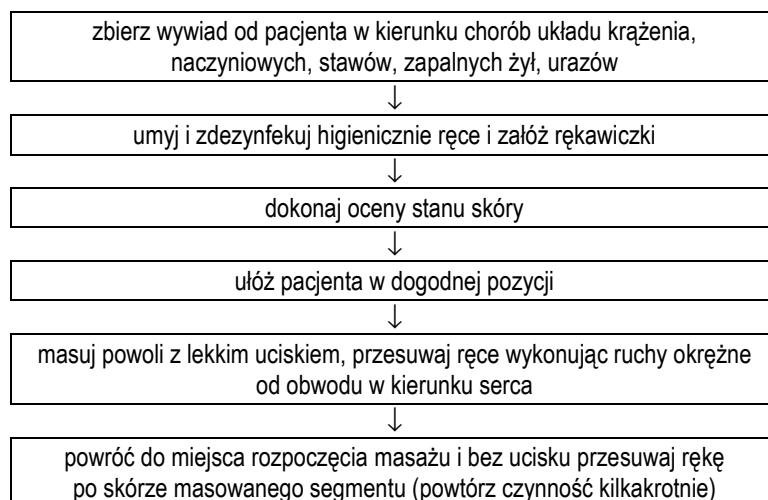 zbierz wywiad od pacjenta w kierunku chorób układu krążenia,
naczyniowych, stawów, zapalnych żył, urazów
↓
umyj i zdezynfekuj higienicznie ręce i załóż rękawiczki
↓
dokonaj oceny stanu skóry
↓
ułóż pacjenta w dogodnej pozycji
↓
masuj powoli z lekkim uciskiem, przesuwaj ręce wykonując ruchy okrężne
od obwodu w kierunku serca
↓
powróć do miejsca rozpoczęcia masażu i bez ucisku przesuwaj rękę
po skórze masowanego segmentu (powtórz czynność kilkakrotnie)